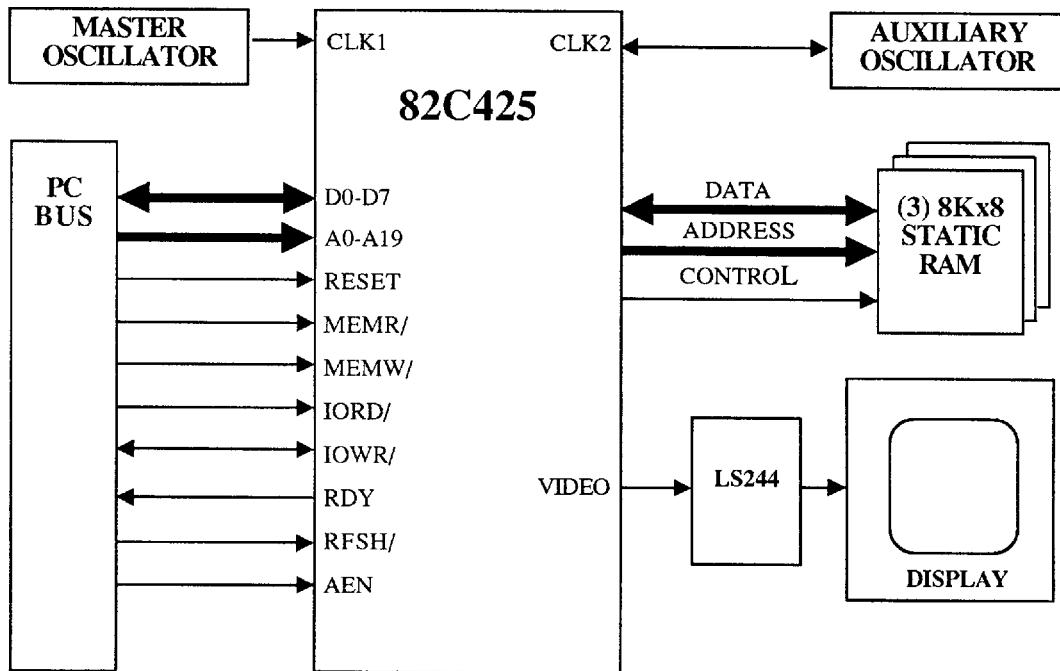 MASTER
OSCILLATOR
CLK1
CLK2
AUXILIARY
OSCILLATOR
82C425
PC
BUS
D0-D7
A0-A19
RESET
MEMR/
MEMW/
IORD/
IOWR/
RDY
RFSH/
AEN
DATA
ADDRESS
CONTROL
(3) 8Kx8
STATIC
RAM
VIDEO
LS244
DISPLAY